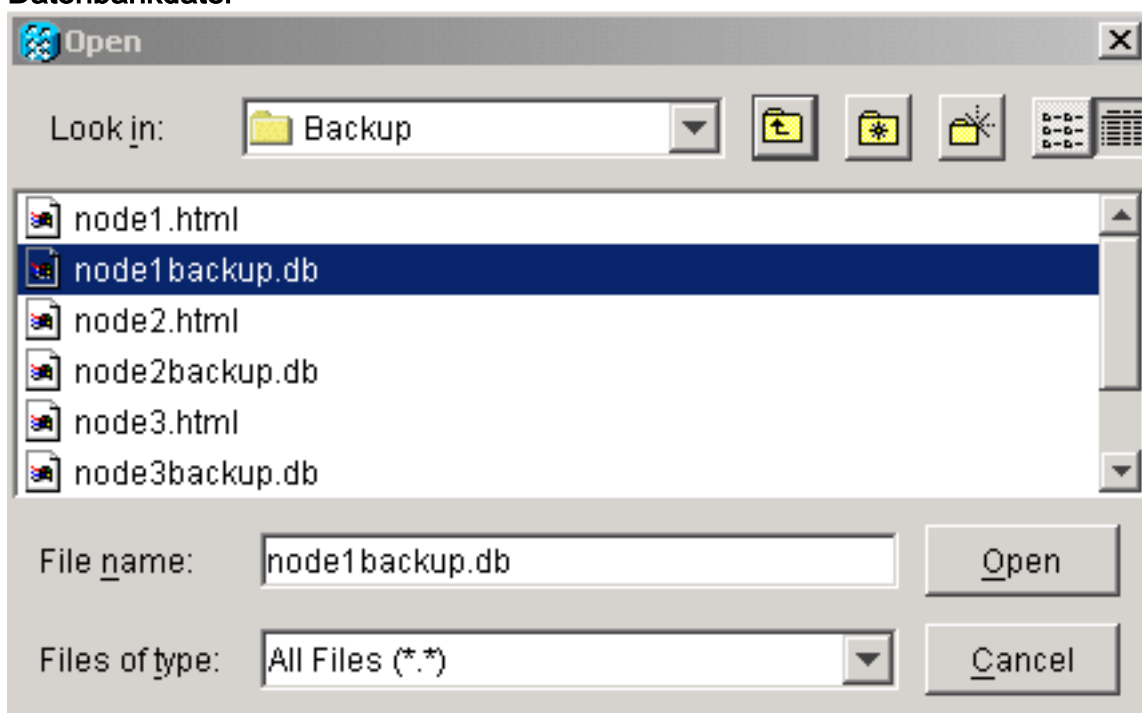 Datenbankdatei
Open
Look in: Backup
node1.html
node1backup.db
node2.html
node2backup.db
node3.html
node3backup.db
File name: node1backup.db Open
Files of type: All Files (*.*) Cancel